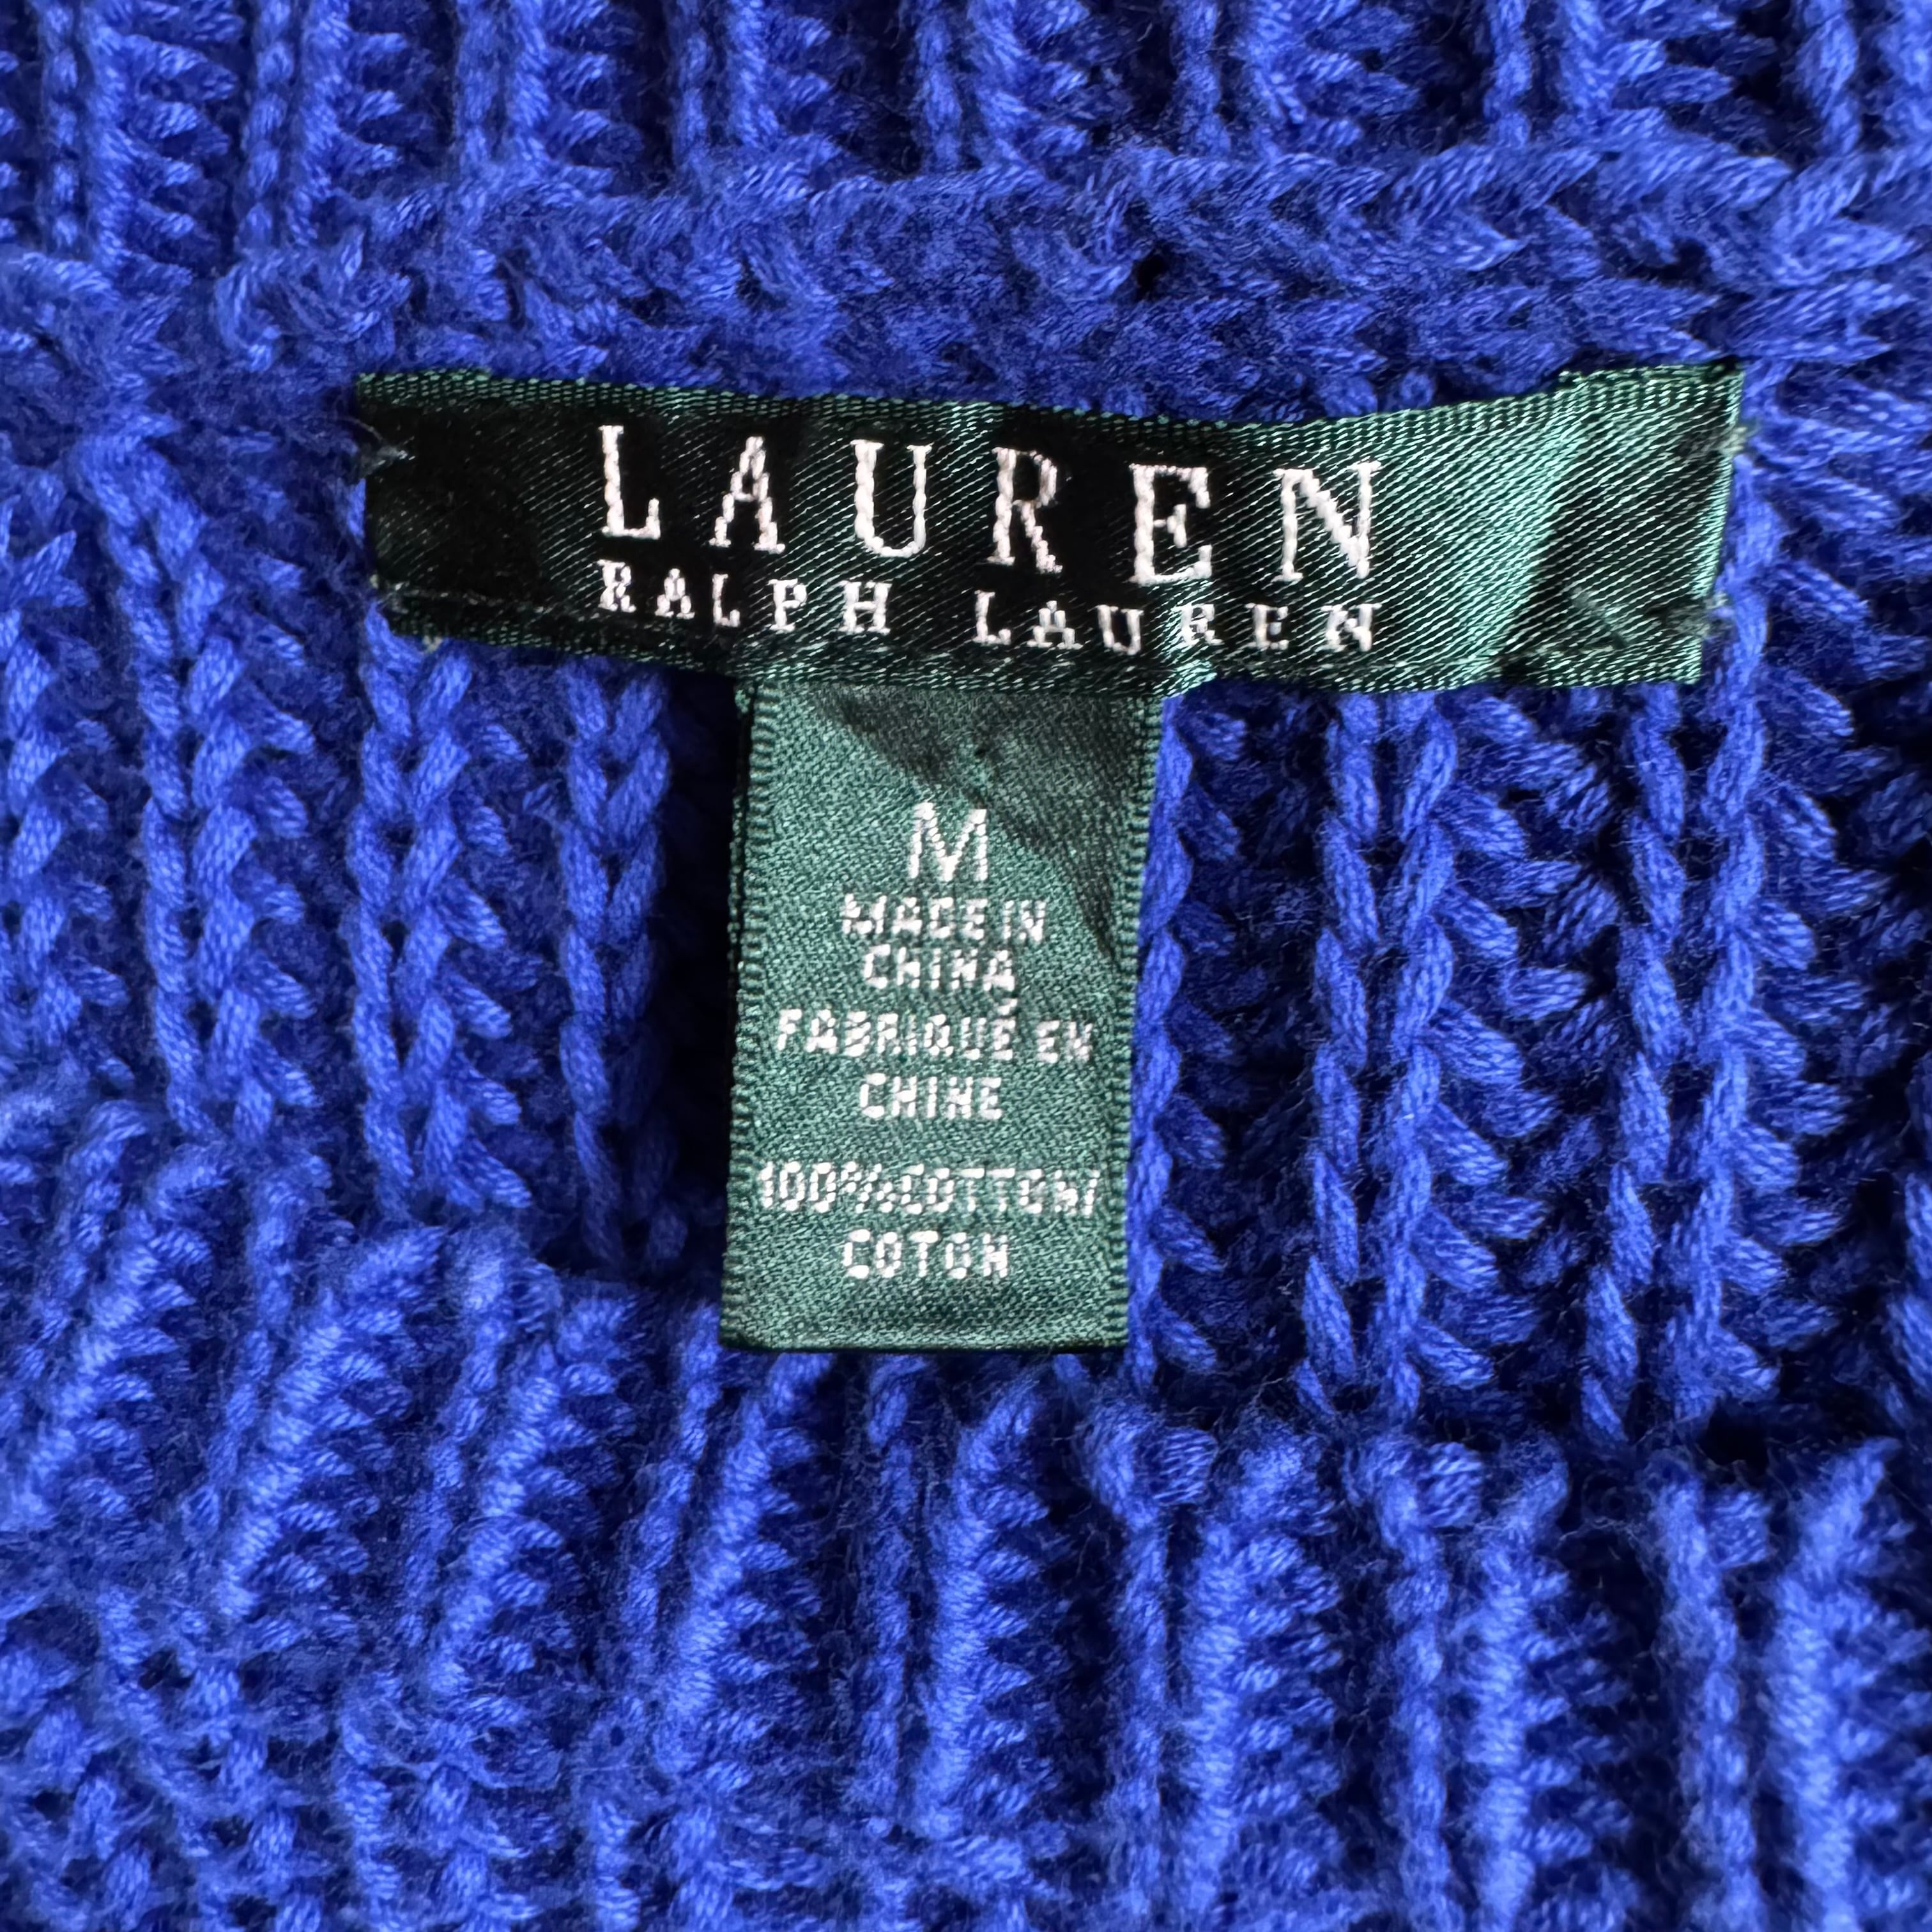 LAUREN
RALPH LAUREN
M
MADE IN
CHINA
FABRIQUÉ EN
CHINE
100%COTTON/
COTON